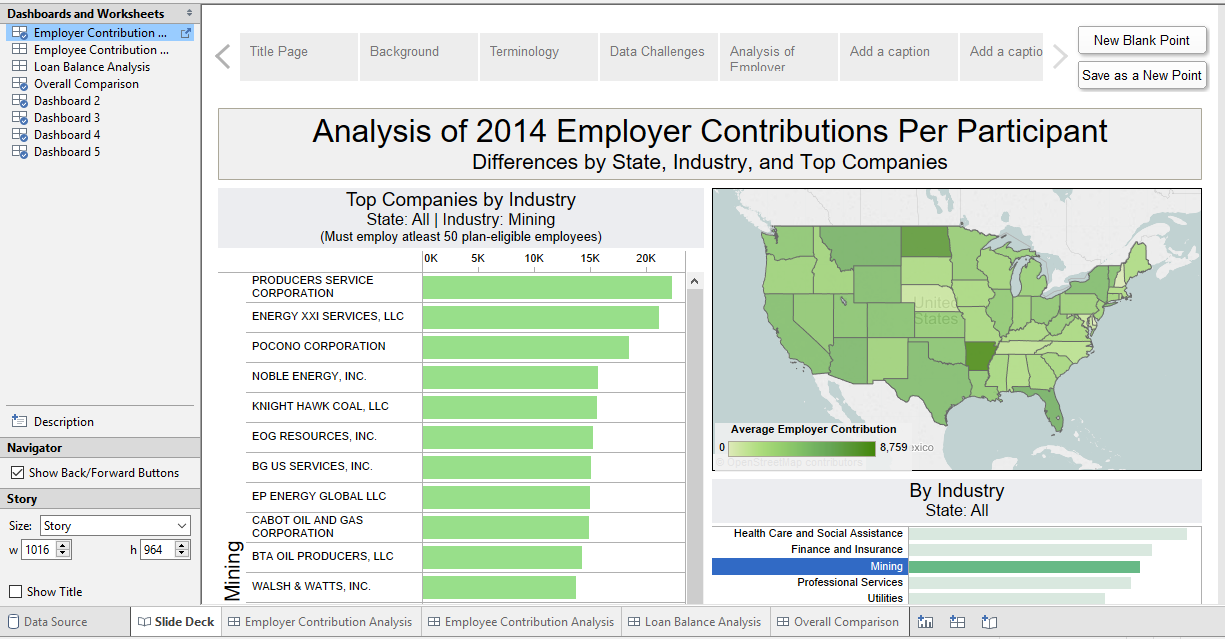 Dashboards and Worksheets
Employer Contribution ...
Employee Contribution ...
Loan Balance Analysis
Overall Comparison
Dashboard 2
Dashboard 3
Dashboard 4
Dashboard 5
Description
Navigator
Show Back/Forward Buttons
Story
Size: Story
w 1016 h 964
Show Title
Title Page
Background
Terminology
Data Challenges
Analysis of
Employer
Add a caption
Add a captio
New Blank Point
Save as a New Point
Analysis of 2014 Employer Contributions Per Participant
Differences by State, Industry, and Top Companies
Top Companies by Industry
State: All | Industry: Mining
(Must employ atleast 50 plan-eligible employees)
0K 5K 10K 15K 20K
Mining
PRODUCERS SERVICE
CORPORATION
ENERGY XXI SERVICES, LLC
POCONO CORPORATION
NOBLE ENERGY, INC.
KNIGHT HAWK COAL, LLC
EOG RESOURCES, INC.
BG US SERVICES, INC.
EP ENERGY GLOBAL LLC
CABOT OIL AND GAS
CORPORATION
BTA OIL PRODUCERS, LLC
WALSH & WATTS, INC.
United
States
Average Employer Contribution
0 8,759
exico
© OpenStreetMap contributors
By Industry
State: All
Health Care and Social Assistance
Finance and Insurance
Mining
Professional Services
Utilities
Data Source
Slide Deck
Employer Contribution Analysis
Employee Contribution Analysis
Loan Balance Analysis
Overall Comparison